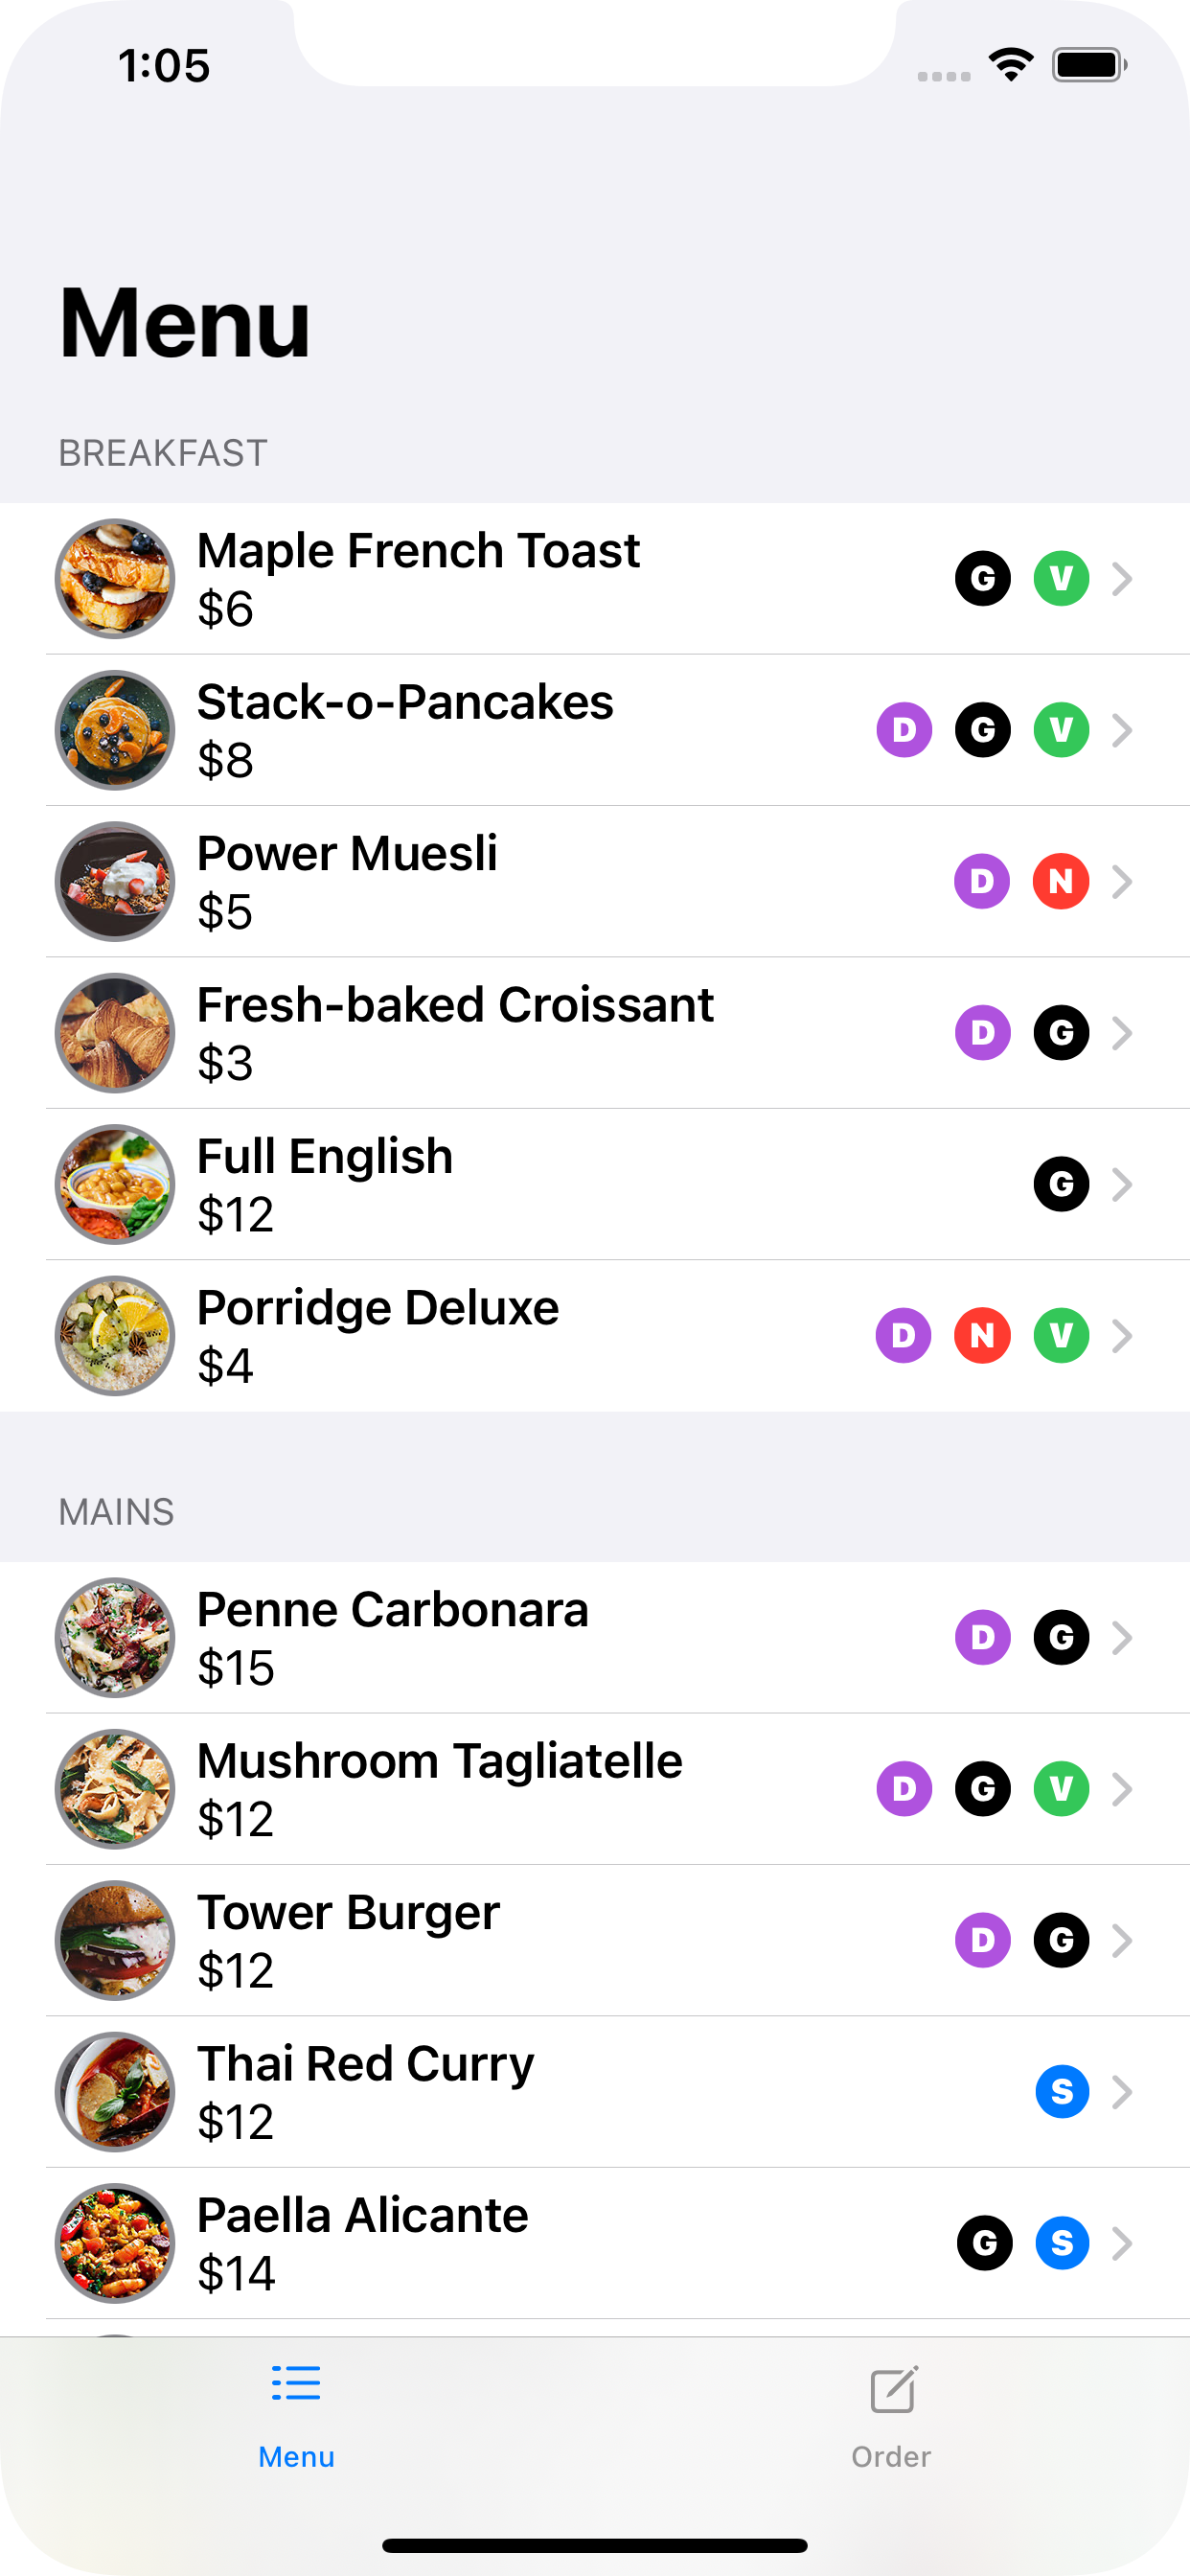 1:05
Menu
BREAKFAST
Maple French Toast
$6
G V
Stack-o-Pancakes
$8
D G V
Power Muesli
$5
D N
Fresh-baked Croissant
$3
D G
Full English
$12
G
Porridge Deluxe
$4
D N V
MAINS
Penne Carbonara
$15
D G
Mushroom Tagliatelle
$12
D G V
Tower Burger
$12
D G
Thai Red Curry
$12
S
Paella Alicante
$14
G S
Menu Order